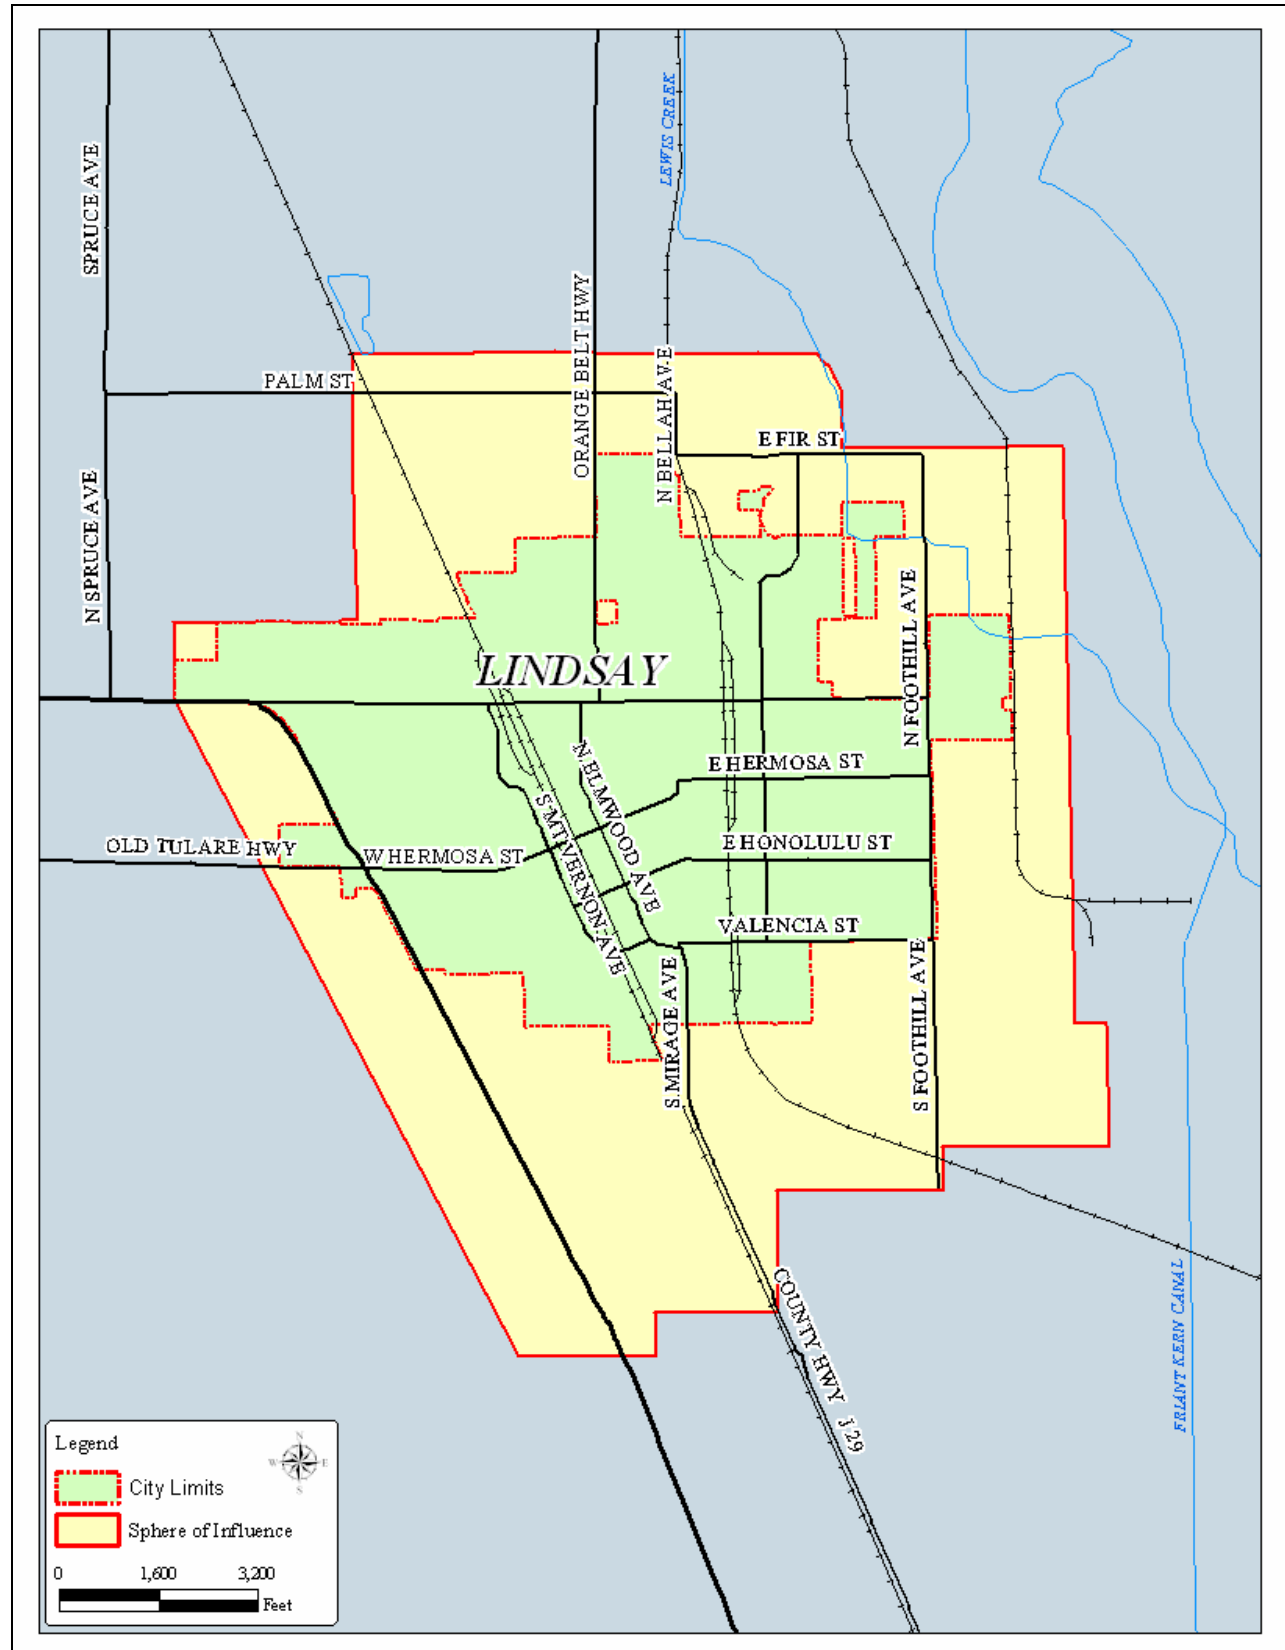 LEWIS CREEK
SPRUCE AVE
ORANGE BELT HWY
N BELLAH AVE
PALM ST
E FIR ST
N SPRUCE AVE
N FOOTHILL AVE
LINDSAY
E HERMOSA ST
N ELMWOOD AVE
S MT VERNON AVE
OLD TULARE HWY
W HERMOSA ST
E HONOLULU ST
VALENCIA ST
S MIRAGE AVE
S FOOTHILL AVE
COUNTY HWY J29
FRIANT KERN CANAL
Legend
N
W E
S
City Limits
Sphere of Influence
0 1,600 3,200
Feet